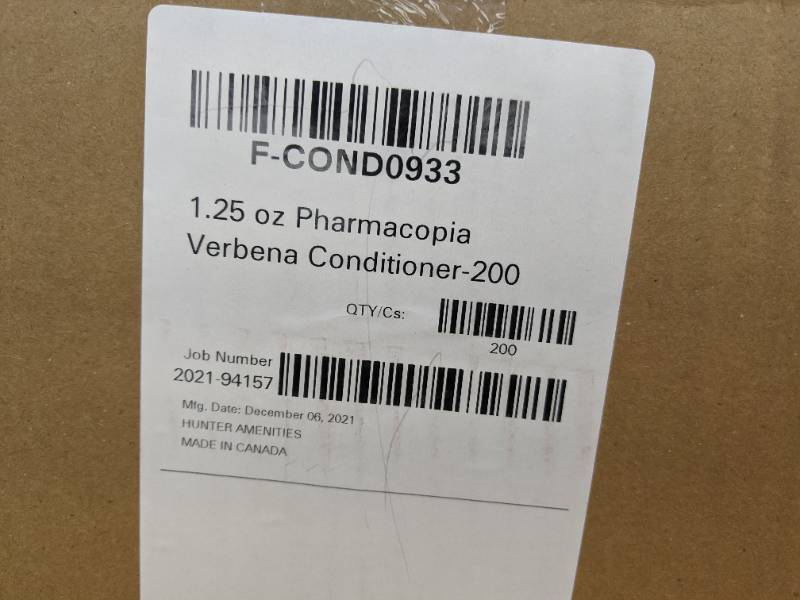 F-COND0933
1.25 oz Pharmacopia
Verbena Conditioner-200
QTY/Cs:
200
Job Number
2021-94157
Mfg. Date: December 06, 2021
HUNTER AMENITIES
MADE IN CANADA